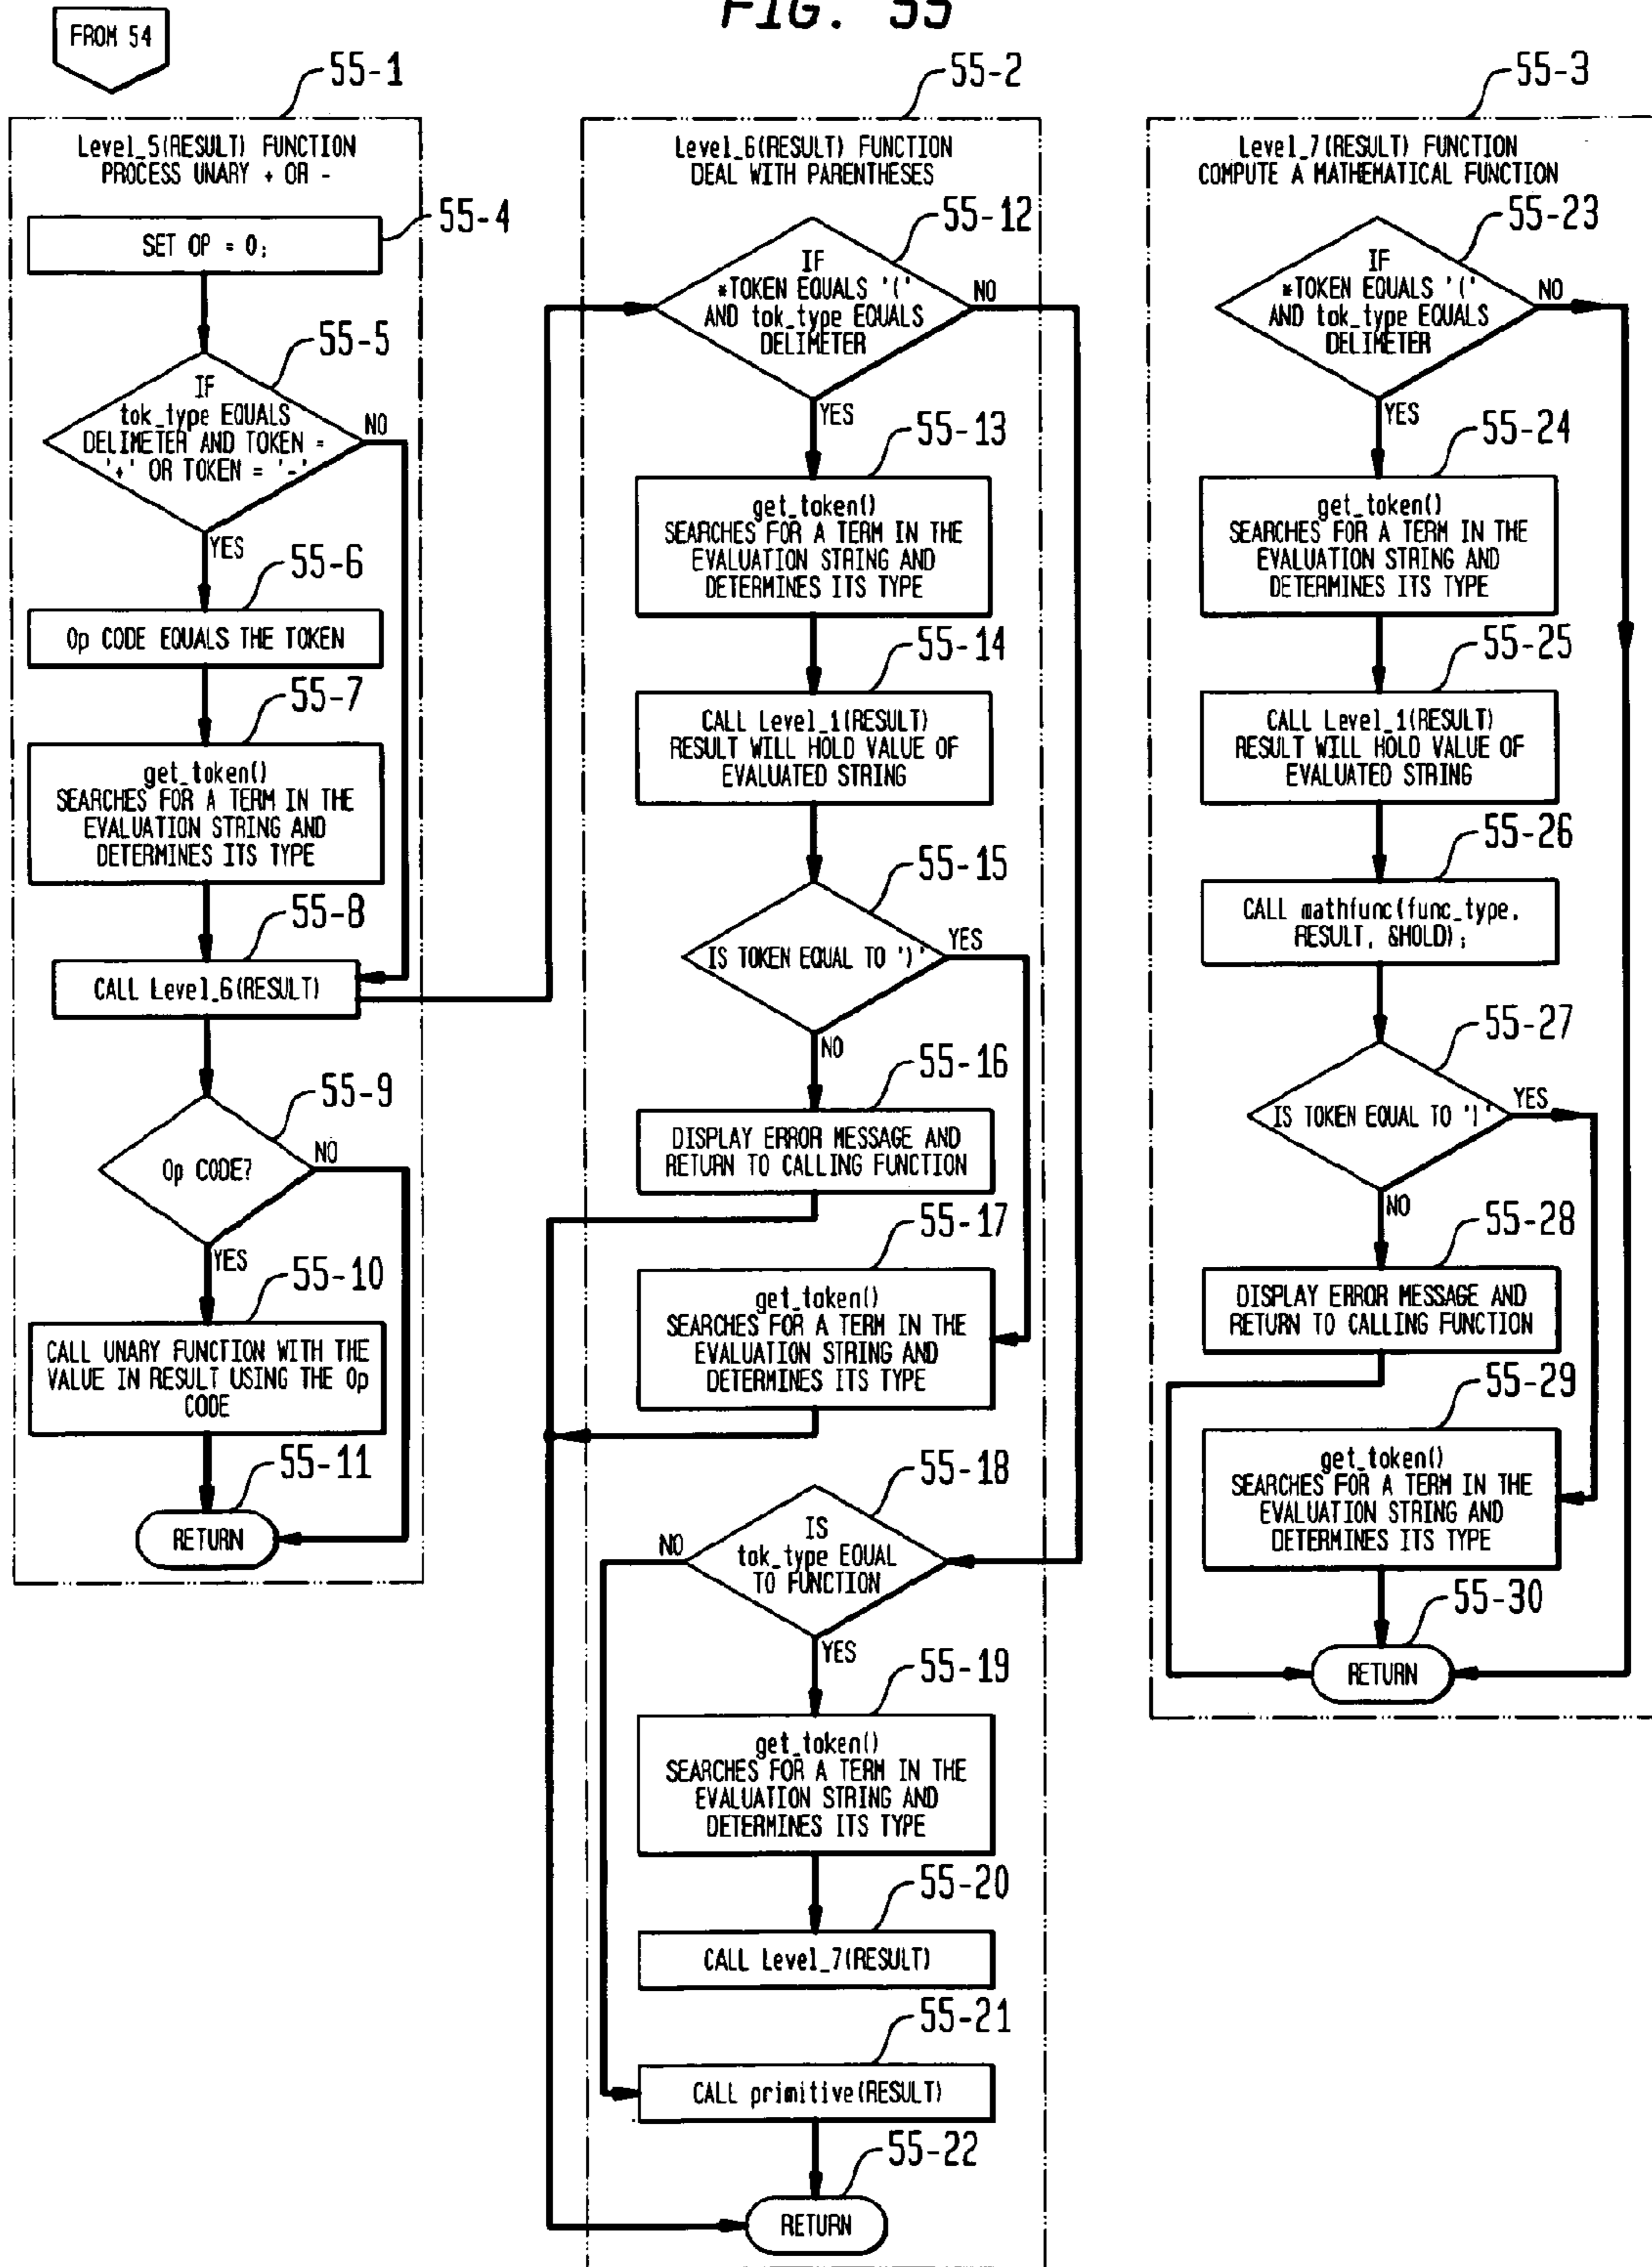 FIG. 55
FROM 54
55-1
Level_5(RESULT) FUNCTION
PROCESS UNARY + OR -
55-4
SET OP = 0;
55-5
IF
tok_type EQUALS
DELIMETER AND TOKEN =
'+' OR TOKEN = '-'
NO
YES
55-6
Op CODE EQUALS THE TOKEN
55-7
get_token()
SEARCHES FOR A TERM IN THE
EVALUATION STRING AND
DETERMINES ITS TYPE
55-8
CALL Level_6(RESULT)
55-9
Op CODE?
NO
YES
55-10
CALL UNARY FUNCTION WITH THE
VALUE IN RESULT USING THE Op
CODE
55-11
RETURN
55-2
Level_6(RESULT) FUNCTION
DEAL WITH PARENTHESES
55-12
IF
*TOKEN EQUALS '('
AND tok_type EQUALS
DELIMETER
NO
YES
55-13
get_token()
SEARCHES FOR A TERM IN THE
EVALUATION STRING AND
DETERMINES ITS TYPE
55-14
CALL Level_1(RESULT)
RESULT WILL HOLD VALUE OF
EVALUATED STRING
55-15
IS TOKEN EQUAL TO ')'
YES
NO
55-16
DISPLAY ERROR MESSAGE AND
RETURN TO CALLING FUNCTION
55-17
get_token()
SEARCHES FOR A TERM IN THE
EVALUATION STRING AND
DETERMINES ITS TYPE
55-18
IS
tok_type EQUAL
TO FUNCTION
NO
YES
55-19
get_token()
SEARCHES FOR A TERM IN THE
EVALUATION STRING AND
DETERMINES ITS TYPE
55-20
CALL Level_7(RESULT)
55-21
CALL primitive(RESULT)
55-22
RETURN
55-3
Level_7(RESULT) FUNCTION
COMPUTE A MATHEMATICAL FUNCTION
55-23
IF
*TOKEN EQUALS '('
AND tok_type EQUALS
DELIMETER
NO
YES
55-24
get_token()
SEARCHES FOR A TERM IN THE
EVALUATION STRING AND
DETERMINES ITS TYPE
55-25
CALL Level_1(RESULT)
RESULT WILL HOLD VALUE OF
EVALUATED STRING
55-26
CALL mathfunc(func_type,
RESULT, &HOLD);
55-27
IS TOKEN EQUAL TO ')'
YES
NO
55-28
DISPLAY ERROR MESSAGE AND
RETURN TO CALLING FUNCTION
55-29
get_token()
SEARCHES FOR A TERM IN THE
EVALUATION STRING AND
DETERMINES ITS TYPE
55-30
RETURN